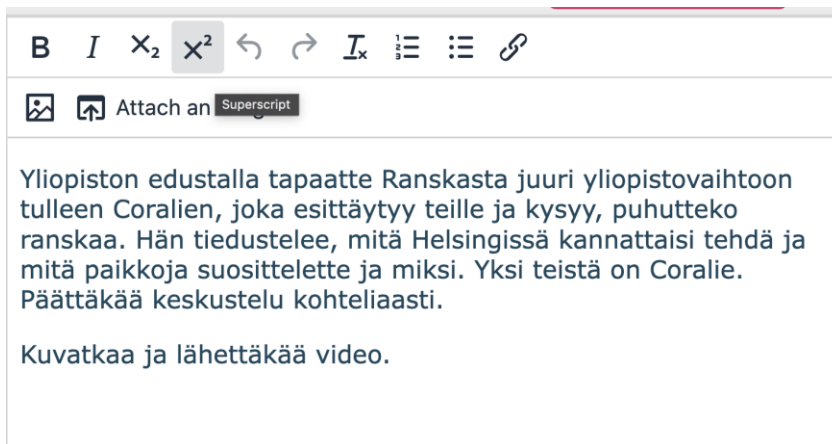 B I X₂ X²
Attach an
Superscript
Yliopiston edustalla tapaatte Ranskasta juuri yliopistovaihtoon
tulleen Coralien, joka esittäytyy teille ja kysyy, puhutteko
ranskaa. Hän tiedustelee, mitä Helsingissä kannattaisi tehdä ja
mitä paikkoja suosittelette ja miksi. Yksi teistä on Coralie.
Päättäkää keskustelu kohteliaasti.
Kuvatkaa ja lähettäkää video.